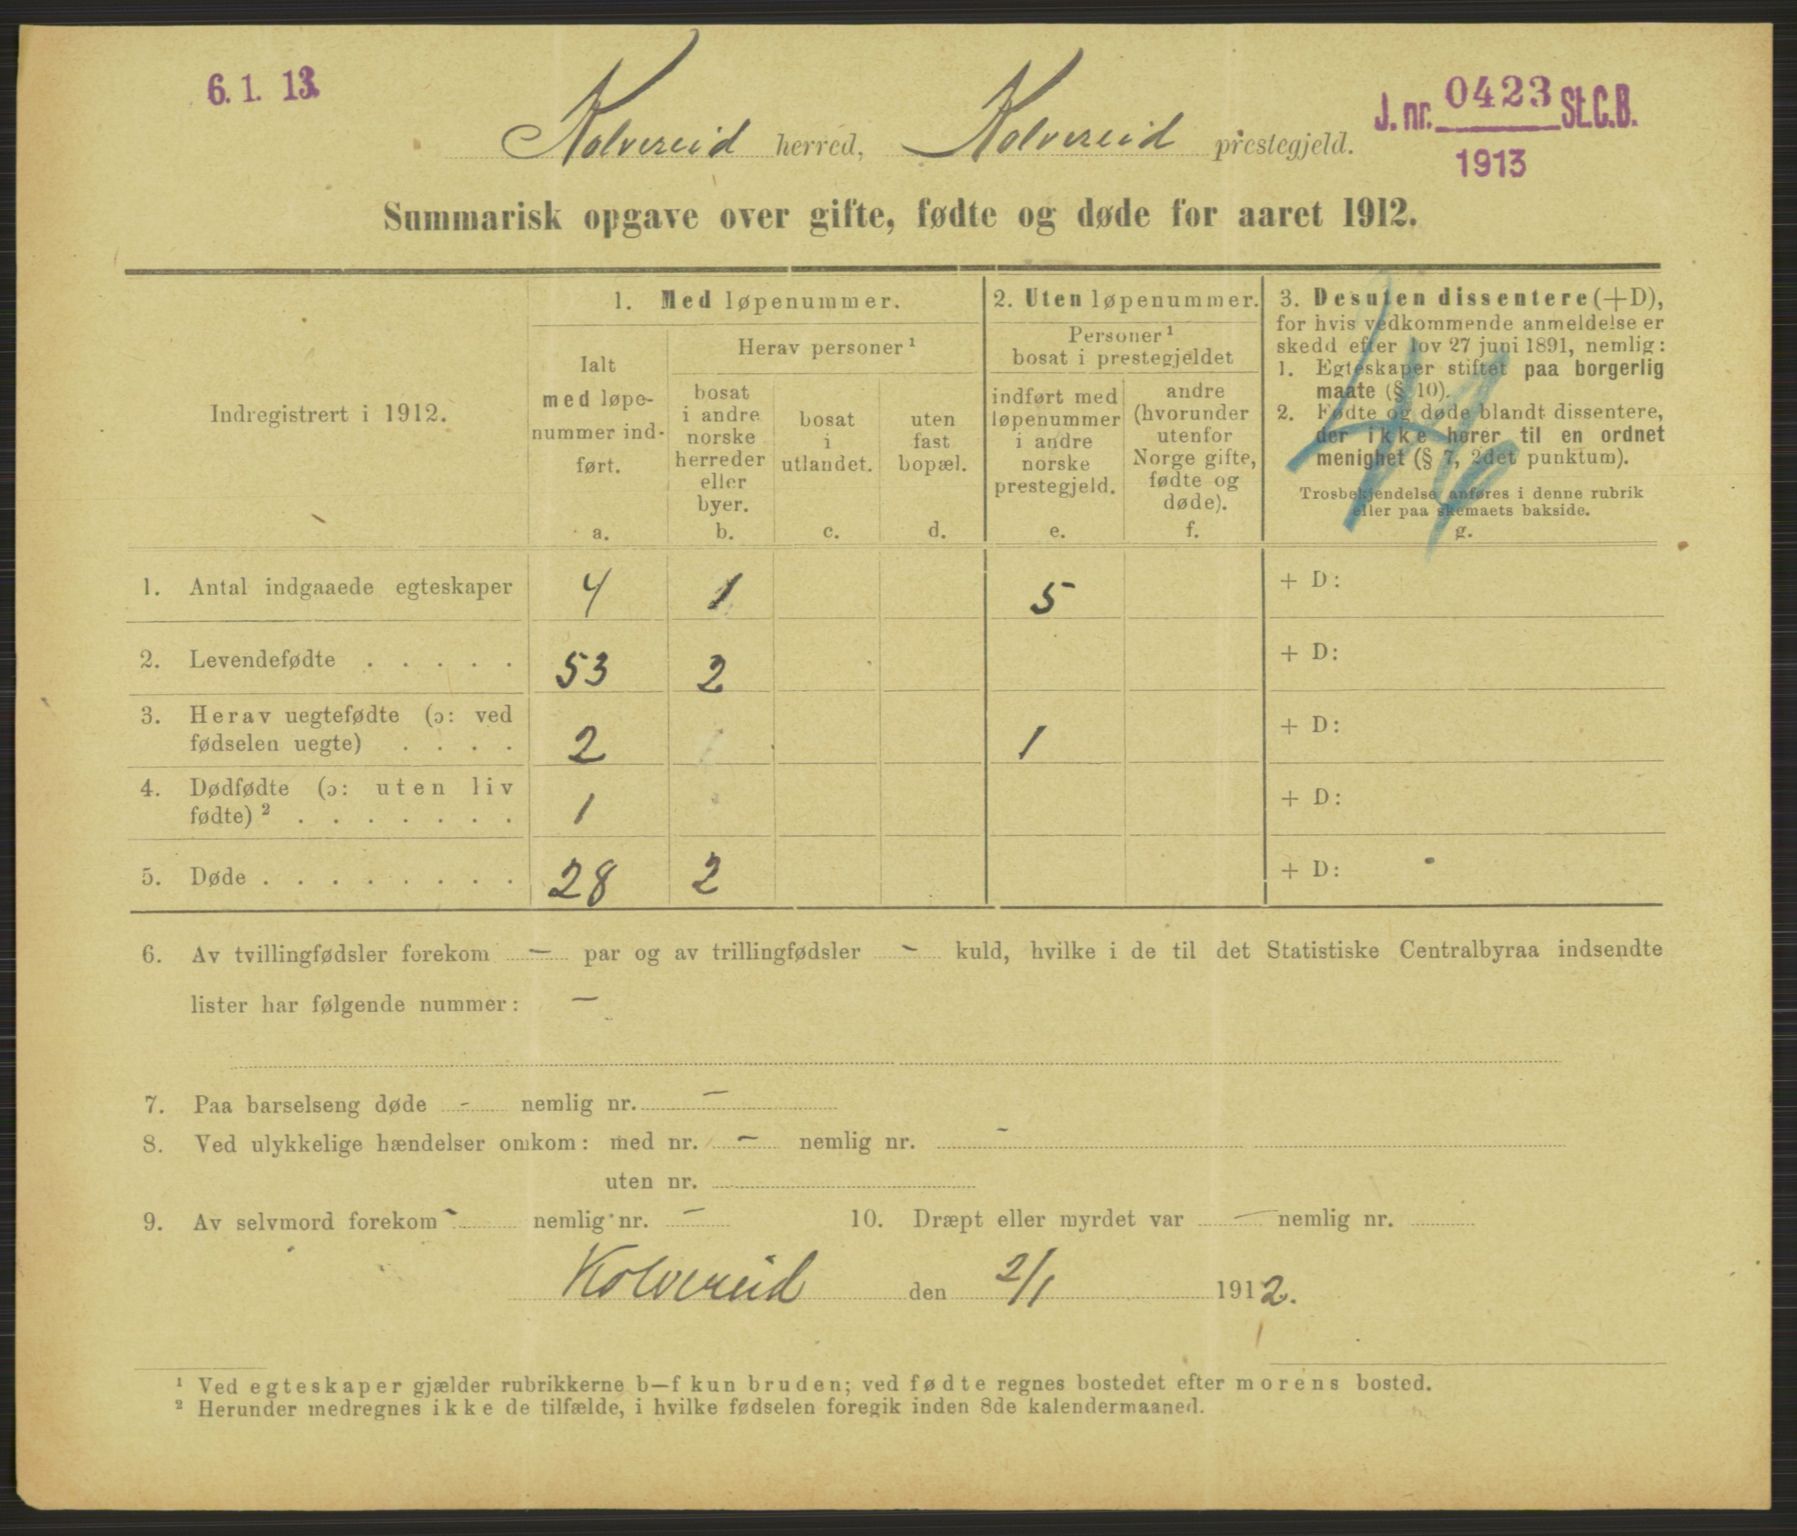 6. 1. 13.
J. nr. 0423 St.C.B.
1913
Kolvereid herred, Kolvereid prestegjeld.
Summarisk opgave over gifte, fødte og døde for aaret 1912.
Indregistrert i 1912.
1. Med løpenummer.
Ialt
med løpe-
nummer ind-
ført.
a.
Herav personer ¹
bosat
i andre
norske
herreder
eller
byer.
b.
bosat
i
utlandet.
c.
uten
fast
bopæl.
d.
2. Uten løpenummer.
Personer ¹
bosat i prestegjeldet
indført med
løpenummer
i andre
norske
prestegjeld.
e.
andre
(hvorunder
utenfor
Norge gifte,
fødte og
døde).
f.
3. Desuten dissentere (+D),
for hvis vedkommende anmeldelse er
skedd efter lov 27 juni 1891, nemlig:
1. Egteskaper stiftet paa borgerlig
maate (§ 10).
2. Fødte og døde blandt dissentere,
der ikke hører til en ordnet
menighet (§ 7, 2det punktum).
Trosbekjendelse anføres i denne rubrik
eller paa skemaets bakside.
g.
1. Antal indgaaede egteskaper 4 1 5 + D:
2. Levendefødte . . . . . 53 2 + D:
3. Herav uegtefødte (ɔ: ved
fødselen uegte) . . . . 2 1 + D:
4. Dødfødte (ɔ: uten liv
fødte) ² . . . . . . . 1 + D:
5. Døde . . . . . . . . 28 2 + D:
6. Av tvillingfødsler forekom — par og av trillingfødsler - kuld, hvilke i de til det Statistiske Centralbyraa indsendte
lister har følgende nummer: —
7. Paa barselseng døde - nemlig nr. —
8. Ved ulykkelige hændelser omkom: med nr. — nemlig nr. -
uten nr.
9. Av selvmord forekom - nemlig nr. — 10. Dræpt eller myrdet var — nemlig nr.
Kolvereid den 2/1 1912.
¹ Ved egteskaper gjælder rubrikkerne b—f kun bruden; ved fødte regnes bostedet efter morens bosted.
² Herunder medregnes ikke de tilfælde, i hvilke fødselen foregik inden 8de kalendermaaned.